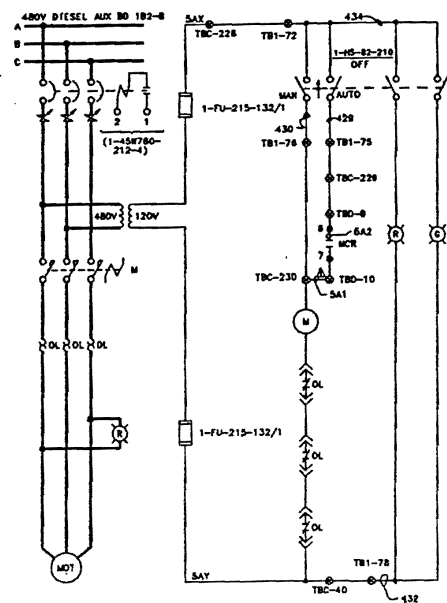 480V DIESEL AUX BD 1B2-B
A
B
C
2 1
(1-45W760-
212-4)
480V 120V
M
OL OL OL
R
MOT
5AX
TBC-228
TB1-72
434
1-FU-215-132/1
1-HS-82-210
OFF
MAN
AUTO
430
429
TB1-76
TB1-75
TBC-229
TBD-9
8
5A2
MCR
7
TBC-230
TBD-10
5A1
M
R
G
OL
OL
OL
1-FU-215-132/1
5AY
TBC-40
TB1-78
432